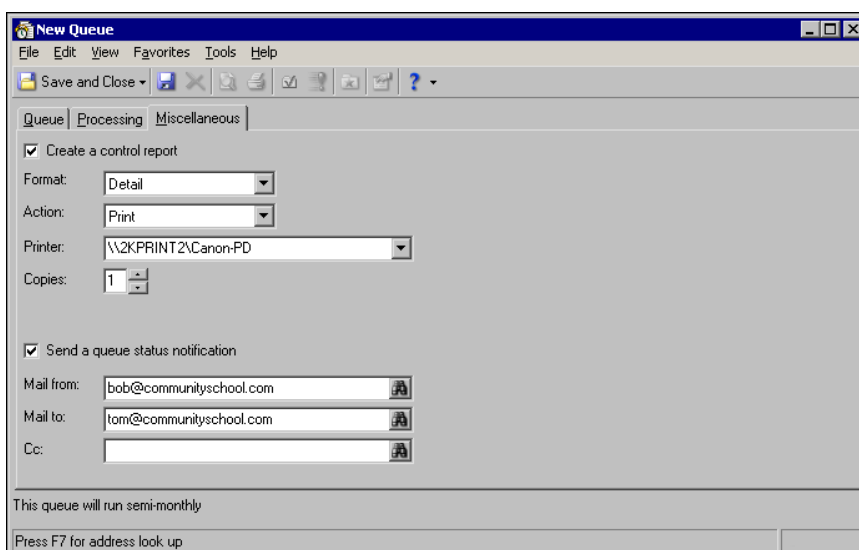 New Queue
File Edit View Favorites Tools Help
Save and Close
Queue Processing Miscellaneous
Create a control report
Format: Detail
Action: Print
Printer: \\2KPRINT2\Canon-PD
Copies: 1
Send a queue status notification
Mail from: bob@communityschool.com
Mail to: tom@communityschool.com
Cc:
This queue will run semi-monthly
Press F7 for address look up